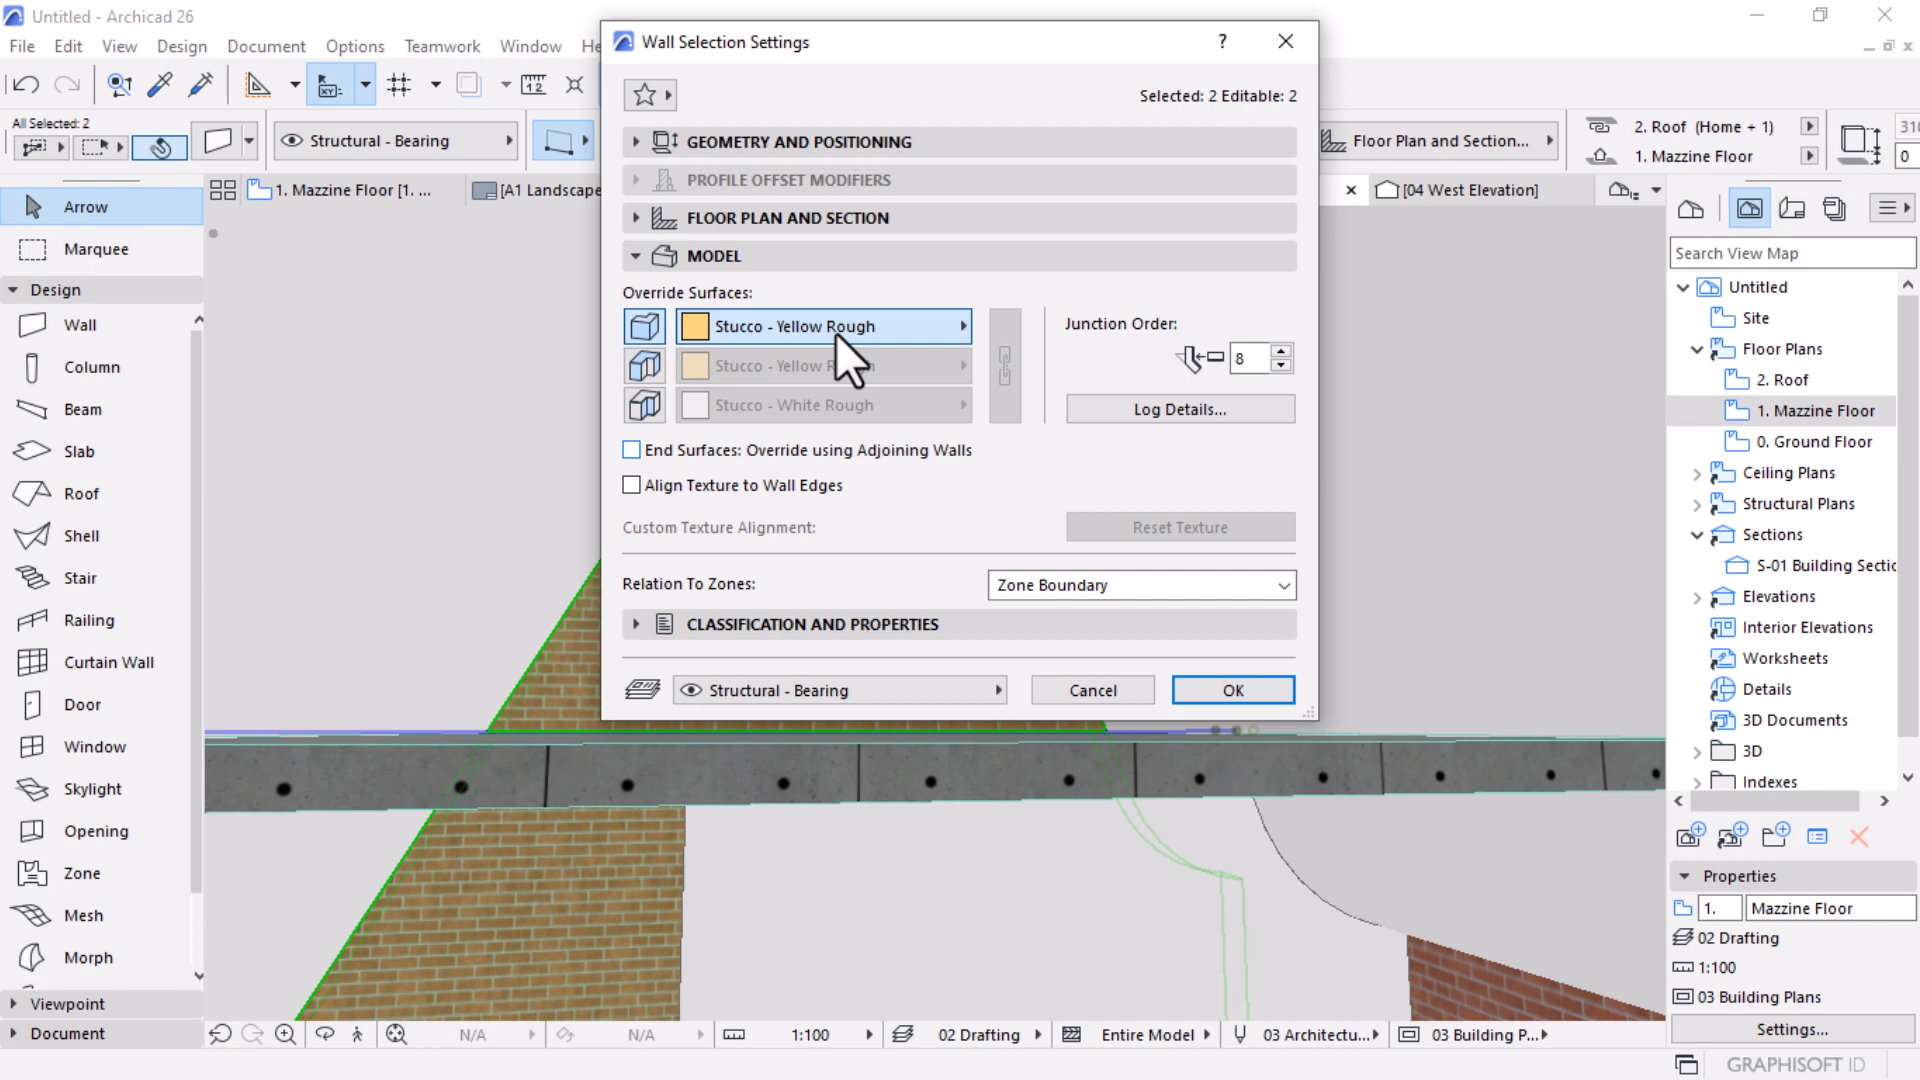 Untitled - Archicad 26
File Edit View Design Document Options Teamwork Window He
All Selected: 2
Structural - Bearing
Floor Plan and Section...
2. Roof (Home + 1)
1. Mazzine Floor
310
0
1. Mazzine Floor [1. ...
[A1 Landscape
[04 West Elevation]
Arrow
Marquee
Design
Wall
Column
Beam
Slab
Roof
Shell
Stair
Railing
Curtain Wall
Door
Window
Skylight
Opening
Zone
Mesh
Morph
Viewpoint
Document
Wall Selection Settings
?
Selected: 2 Editable: 2
GEOMETRY AND POSITIONING
PROFILE OFFSET MODIFIERS
FLOOR PLAN AND SECTION
MODEL
Override Surfaces:
Stucco - Yellow Rough
Stucco - Yellow
Stucco - White Rough
Junction Order:
8
Log Details...
End Surfaces: Override using Adjoining Walls
Align Texture to Wall Edges
Custom Texture Alignment:
Reset Texture
Relation To Zones:
Zone Boundary
CLASSIFICATION AND PROPERTIES
Structural - Bearing
Cancel
OK
Search View Map
Untitled
Site
Floor Plans
2. Roof
1. Mazzine Floor
0. Ground Floor
Ceiling Plans
Structural Plans
Sections
S-01 Building Sectic
Elevations
Interior Elevations
Worksheets
Details
3D Documents
3D
Indexes
Properties
1.
Mazzine Floor
02 Drafting
1:100
03 Building Plans
Settings...
N/A
N/A
1:100
02 Drafting
Entire Model
03 Architectu...
03 Building P...
GRAPHISOFT ID